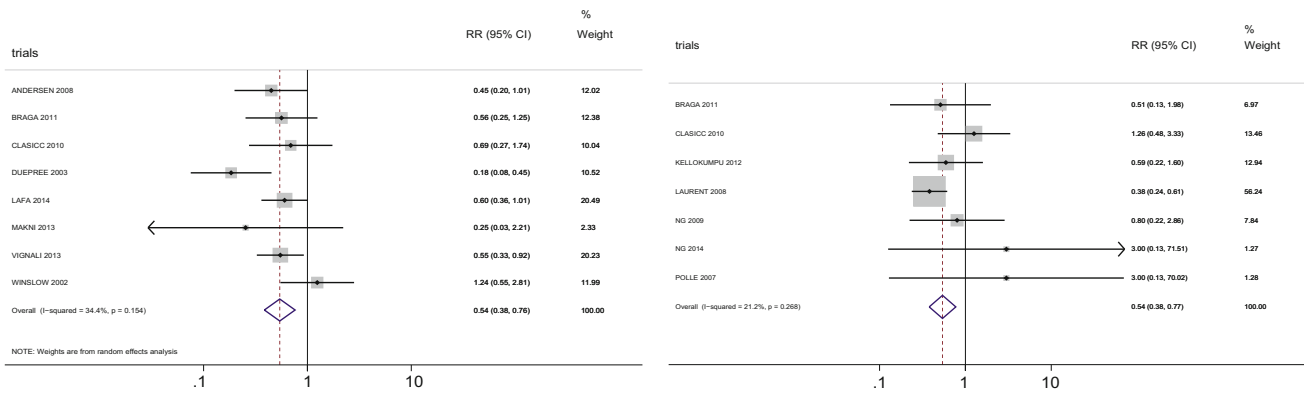 %
RR (95% CI) Weight
trials
ANDERSEN 2008 0.45 (0.20, 1.01) 12.02
BRAGA 2011 0.56 (0.25, 1.25) 12.38
CLASICC 2010 0.69 (0.27, 1.74) 10.04
DUEPREE 2003 0.18 (0.08, 0.45) 10.52
LAFA 2014 0.60 (0.36, 1.01) 20.49
MAKNI 2013 0.25 (0.03, 2.21) 2.33
VIGNALI 2013 0.55 (0.33, 0.92) 20.23
WINSLOW 2002 1.24 (0.55, 2.81) 11.99
Overall (I−squared = 34.4%, p = 0.154) 0.54 (0.38, 0.76) 100.00
NOTE: Weights are from random effects analysis
.1 1 10
%
trials RR (95% CI) Weight
BRAGA 2011 0.51 (0.13, 1.98) 6.97
CLASICC 2010 1.26 (0.48, 3.33) 13.46
KELLOKUMPU 2012 0.59 (0.22, 1.60) 12.94
LAURENT 2008 0.38 (0.24, 0.61) 56.24
NG 2009 0.80 (0.22, 2.86) 7.84
NG 2014 3.00 (0.13, 71.51) 1.27
POLLE 2007 3.00 (0.13, 70.02) 1.28
Overall (I−squared = 21.2%, p = 0.268) 0.54 (0.38, 0.77) 100.00
.1 1 10